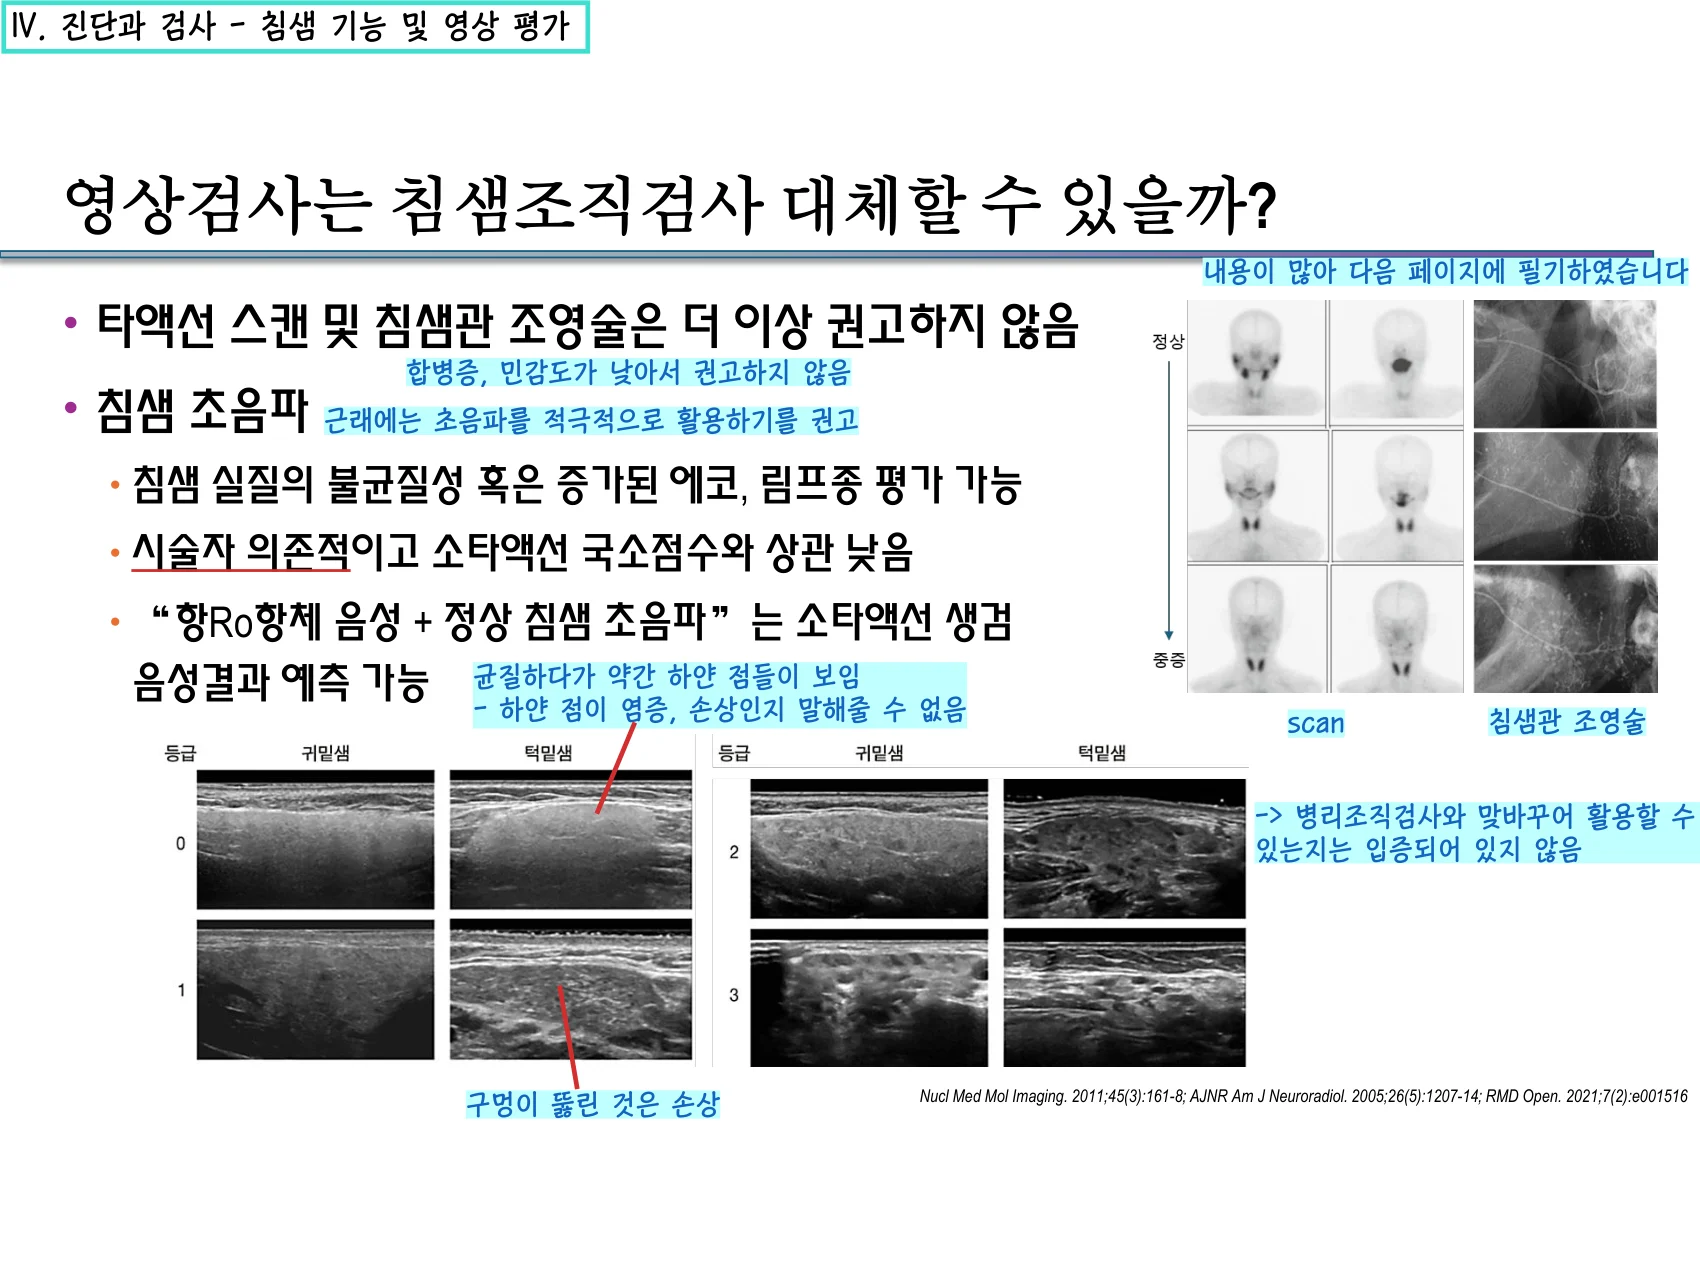 IV. 진단과 검사 - 침샘 기능 및 영상 평가
영상검사는 침샘조직검사 대체할 수 있을까?
내용이 많아 다음 페이지에 필기하였습니다
• 타액선 스캔 및 침샘관 조영술은 더 이상 권고하지 않음
합병증, 민감도가 낮아서 권고하지 않음
• 침샘 초음파
근래에는 초음파를 적극적으로 활용하기를 권고
• 침샘 실질의 불균질성 혹은 증가된 에코, 림프종 평가 가능
• 시술자 의존적이고 소타액선 국소점수와 상관 낮음
• “항Ro항체 음성 + 정상 침샘 초음파” 는 소타액선 생검
음성결과 예측 가능
균질하다가 약간 하얀 점들이 보임
- 하얀 점이 염증, 손상인지 말해줄 수 없음
정상
중증
scan
침샘관 조영술
등급 귀밑샘 턱밑샘
0
1
구멍이 뚫린 것은 손상
등급 귀밑샘 턱밑샘
2
3
-> 병리조직검사와 맞바꾸어 활용할 수
있는지는 입증되어 있지 않음
Nucl Med Mol Imaging. 2011;45(3):161-8; AJNR Am J Neuroradiol. 2005;26(5):1207-14; RMD Open. 2021;7(2):e001516